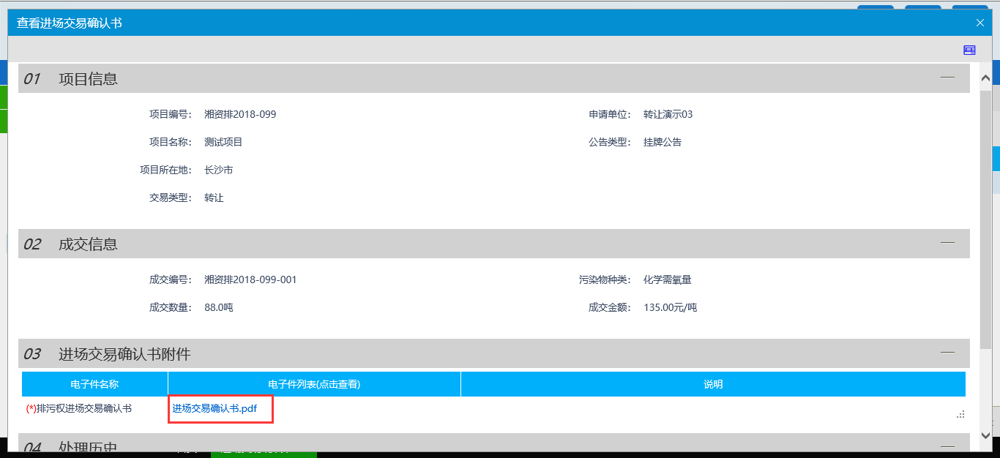 查看进场交易确认书
01 项目信息
项目编号： 湘资排2018-099 申请单位： 转让演示03
项目名称： 测试项目 公告类型： 挂牌公告
项目所在地： 长沙市
交易类型： 转让
02 成交信息
成交编号： 湘资排2018-099-001 污染物种类： 化学需氧量
成交数量： 88.0吨 成交金额： 135.00元/吨
03 进场交易确认书附件
电子件名称 电子件列表(点击查看) 说明
(*)排污权进场交易确认书 进场交易确认书.pdf
04 处理历史